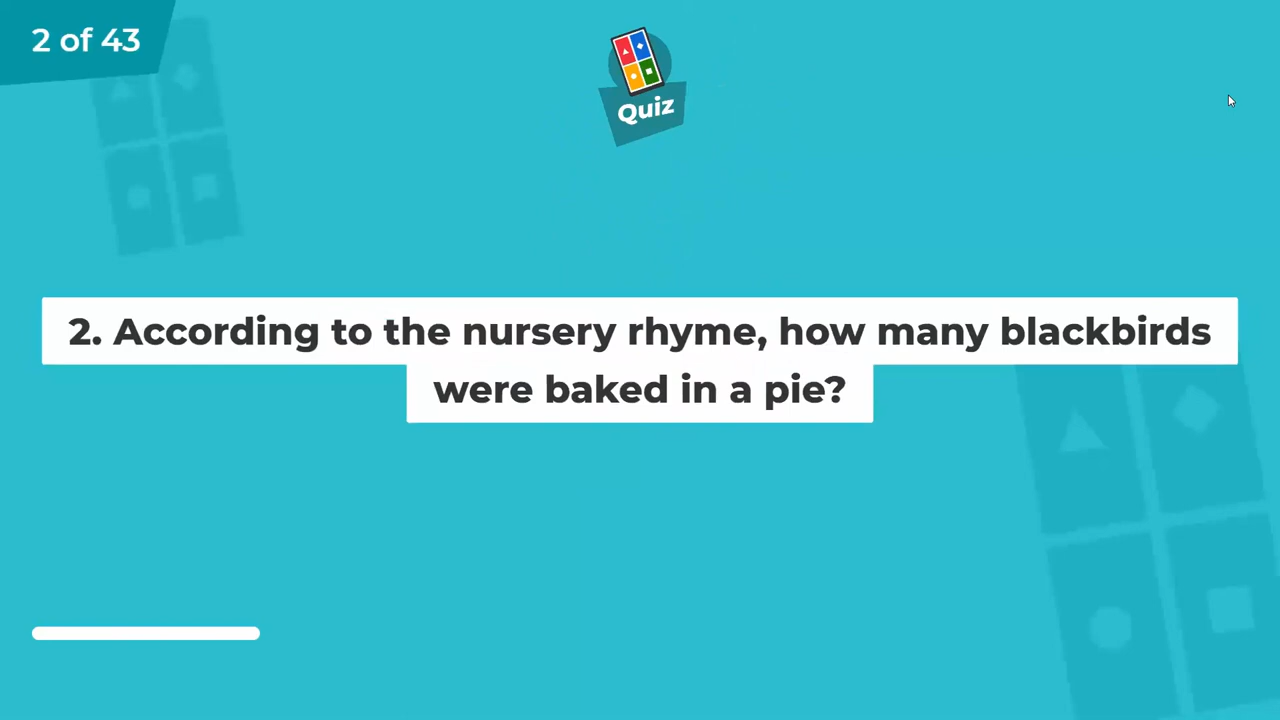 2 of 43
Quiz
2. According to the nursery rhyme, how many blackbirds
were baked in a pie?